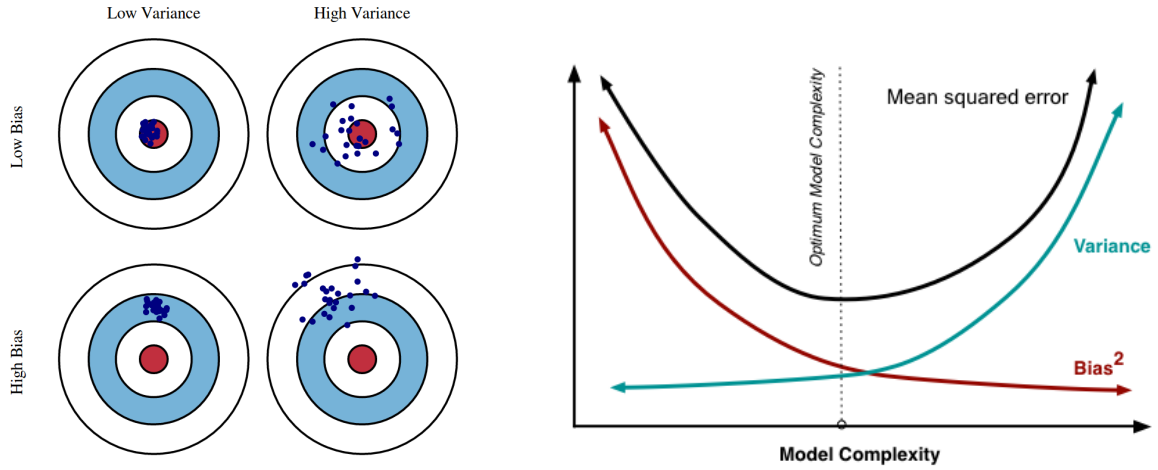 Low Variance
High Variance
Low Bias
High Bias
Optimum Model Complexity
Mean squared error
Variance
Bias²
Model Complexity